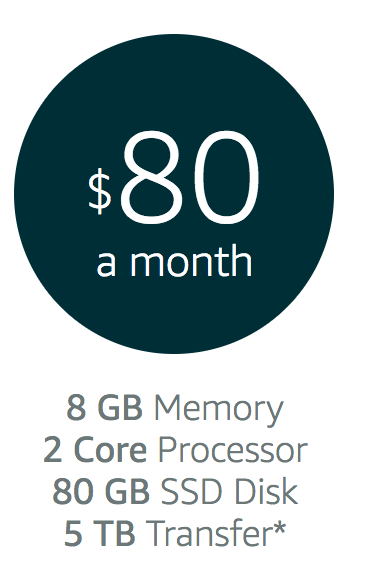 $80
a month
8 GB Memory
2 Core Processor
80 GB SSD Disk
5 TB Transfer*